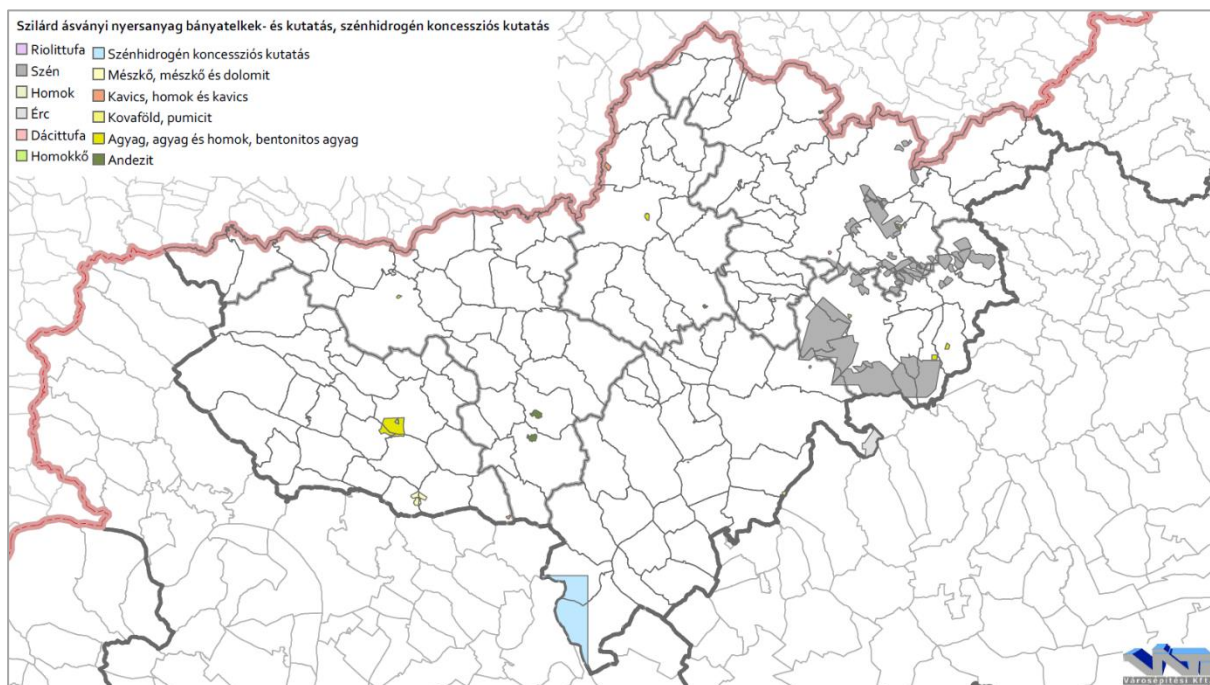 Szilárd ásványi nyersanyag bányatelkek- és kutatás, szénhidrogén koncessziós kutatás
Riolittufa
Szén
Homok
Érc
Dácittufa
Homokkő
Szénhidrogén koncessziós kutatás
Mészkő, mészkő és dolomit
Kavics, homok és kavics
Kovaföld, pumicit
Agyag, agyag és homok, bentonitos agyag
Andezit
Városépítési Kft.